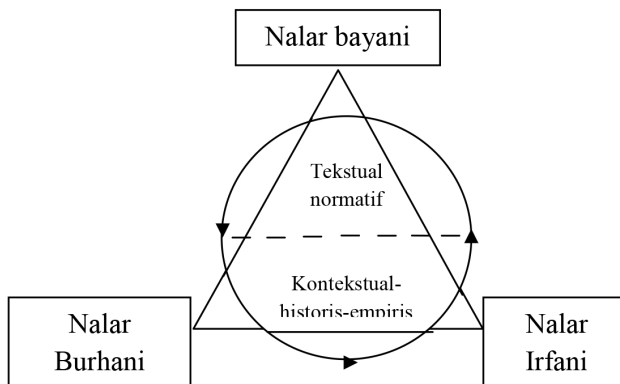 Nalar bayani
Tekstual
normatif
Kontekstual-
historis-empiris
Nalar
Burhani
Nalar
Irfani